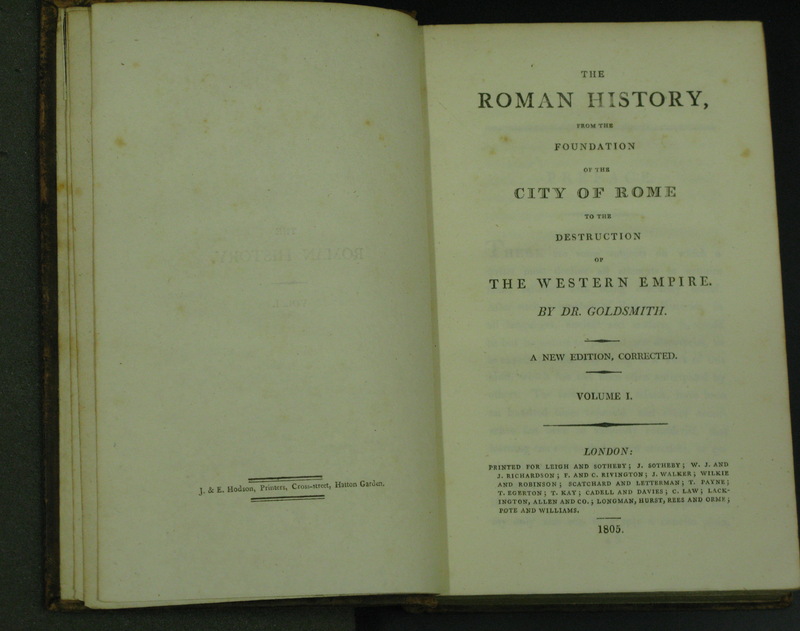 J. & E. Hodson, Printers, Cross-street, Hatton Garden.
THE
ROMAN HISTORY,
FROM THE
FOUNDATION
OF THE
CITY OF ROME
TO THE
DESTRUCTION
OF
THE WESTERN EMPIRE.
BY DR. GOLDSMITH.
A NEW EDITION, CORRECTED.
VOLUME I.
LONDON:
PRINTED FOR LEIGH AND SOTHEBY; J. SOTHEBY; W. J. AND
J. RICHARDSON; F. AND C. RIVINGTON; J. WALKER; WILKIE
AND ROBINSON; SCATCHARD AND LETTERMAN; T. PAYNE;
T. EGERTON; T. KAY; CADELL AND DAVIES; C. LAW; LACK-
INGTON, ALLEN AND CO.; LONGMAN, HURST, REES AND ORME;
POTE AND WILLIAMS.
1805.